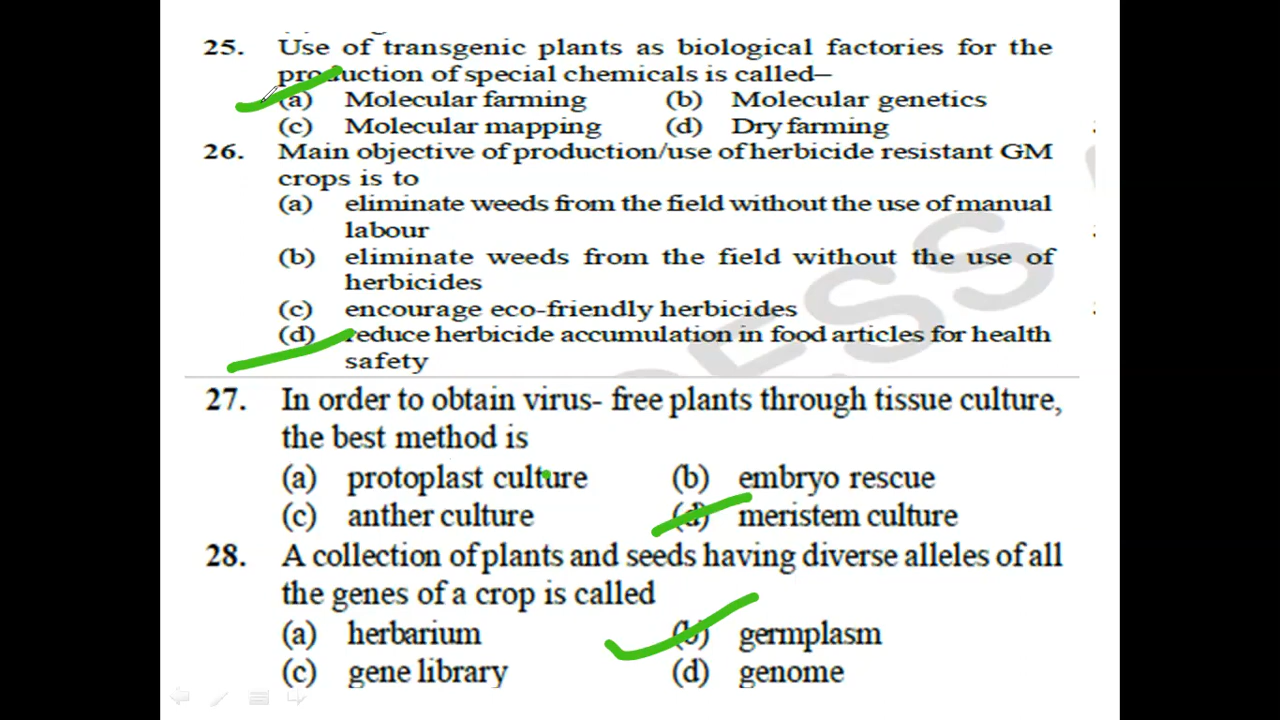 25. Use of transgenic plants as biological factories for the
production of special chemicals is called–
(a) Molecular farming (b) Molecular genetics
(c) Molecular mapping (d) Dry farming
26. Main objective of production/use of herbicide resistant GM
crops is to
(a) eliminate weeds from the field without the use of manual
labour
(b) eliminate weeds from the field without the use of
herbicides
(c) encourage eco-friendly herbicides
(d) reduce herbicide accumulation in food articles for health
safety
27. In order to obtain virus- free plants through tissue culture,
the best method is
(a) protoplast culture (b) embryo rescue
(c) anther culture (d) meristem culture
28. A collection of plants and seeds having diverse alleles of all
the genes of a crop is called
(a) herbarium (b) germplasm
(c) gene library (d) genome